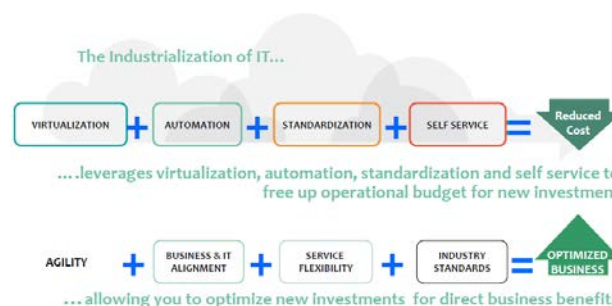 The Industrialization of IT...
VIRTUALIZATION + AUTOMATION + STANDARDIZATION + SELF SERVICE = Reduced Cost
....leverages virtualization, automation, standardization and self service to
free up operational budget for new investmen
AGILITY + BUSINESS & IT ALIGNMENT + SERVICE FLEXIBILITY + INDUSTRY STANDARDS = OPTIMIZED BUSINESS
... allowing you to optimize new investments for direct business benefit